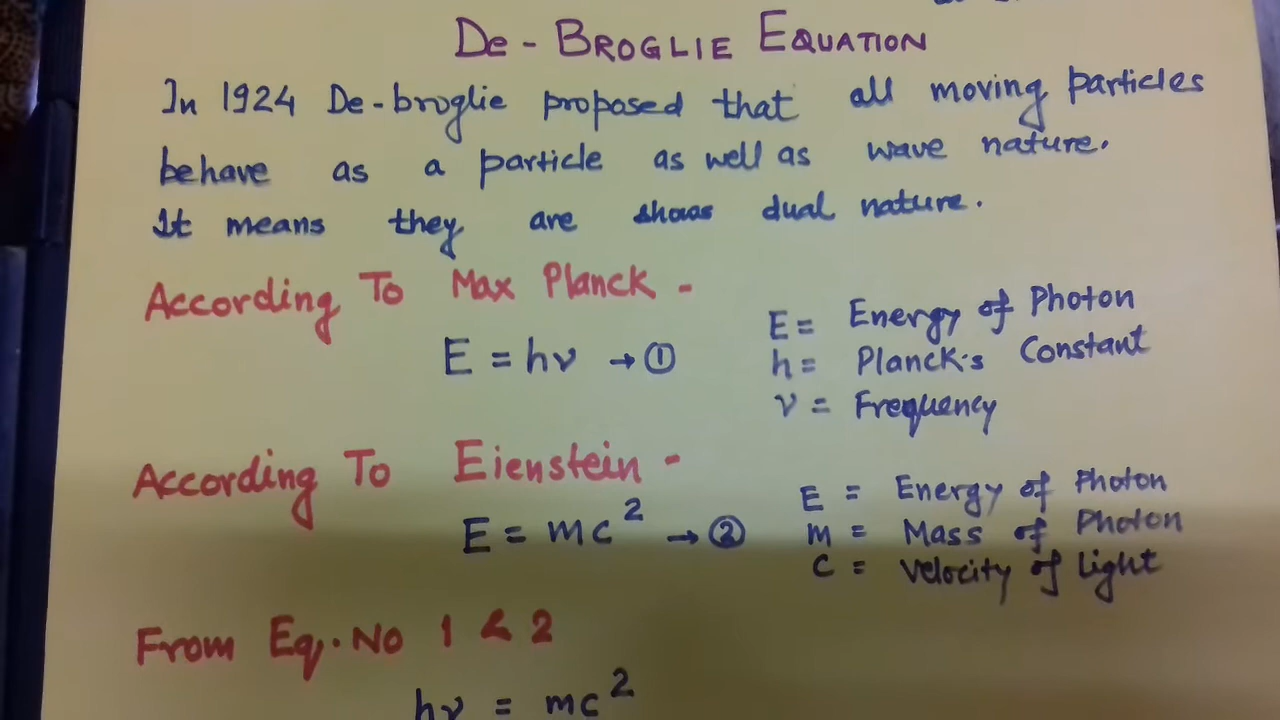 De - BROGLIE EQUATION
In 1924 De-broglie proposed that all moving particles
behave as a particle as well as wave nature.
It means they are shows dual nature.
According To Max Planck -
E = hν → ①
E = Energy of Photon
h = Planck's Constant
ν = Frequency
According To Eienstein -
E = mc² → ②
E = Energy of Photon
m = Mass of Photon
C = Velocity of light
From Eq. No 1 & 2
hν = mc²